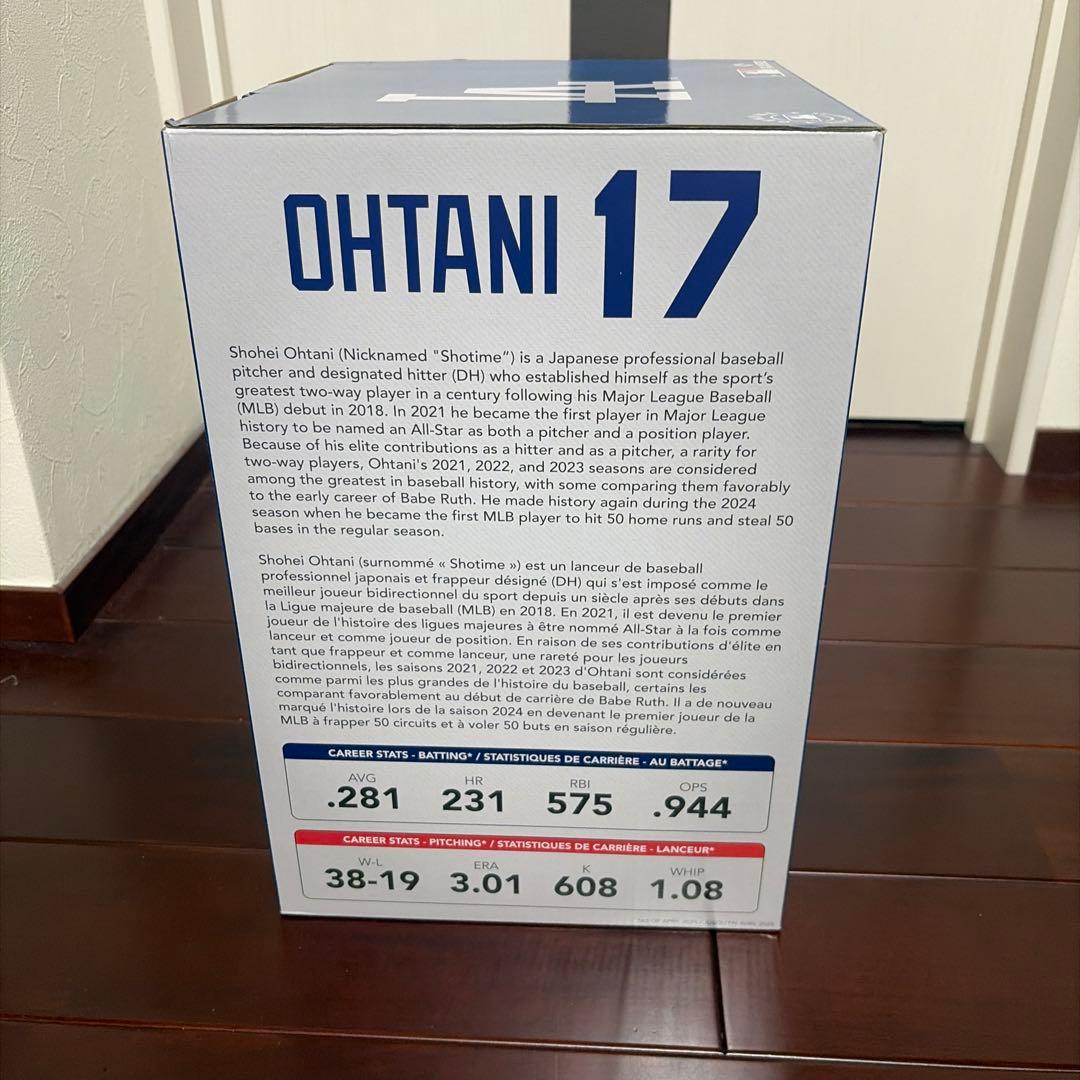 OHTANI 17
Shohei Ohtani (Nicknamed "Shotime") is a Japanese professional baseball
pitcher and designated hitter (DH) who established himself as the sport's
greatest two-way player in a century following his Major League Baseball
(MLB) debut in 2018. In 2021 he became the first player in Major League
history to be named an All-Star as both a pitcher and a position player.
Because of his elite contributions as a hitter and as a pitcher, a rarity for
two-way players, Ohtani's 2021, 2022, and 2023 seasons are considered
among the greatest in baseball history, with some comparing them favorably
to the early career of Babe Ruth. He made history again during the 2024
season when he became the first MLB player to hit 50 home runs and steal 50
bases in the regular season.
Shohei Ohtani (surnommé « Shotime ») est un lanceur de baseball
professionnel japonais et frappeur désigné (DH) qui s'est imposé comme le
meilleur joueur bidirectionnel du sport depuis un siècle après ses débuts dans
la Ligue majeure de baseball (MLB) en 2018. En 2021, il est devenu le premier
joueur de l'histoire des ligues majeures à être nommé All-Star à la fois comme
lanceur et comme joueur de position. En raison de ses contributions d'élite en
tant que frappeur et comme lanceur, une rareté pour les joueurs
bidirectionnels, les saisons 2021, 2022 et 2023 d'Ohtani sont considérées
comme parmi les plus grandes de l'histoire du baseball, certains les
comparant favorablement au début de carrière de Babe Ruth. Il a de nouveau
marqué l'histoire lors de la saison 2024 en devenant le premier joueur de la
MLB à frapper 50 circuits et à voler 50 buts en saison régulière.
CAREER STATS - BATTING* / STATISTIQUES DE CARRIÈRE - AU BATTAGE*
AVG HR RBI OPS
.281 231 575 .944
CAREER STATS - PITCHING* / STATISTIQUES DE CARRIÈRE - LANCEUR*
W-L ERA K WHIP
38-19 3.01 608 1.08